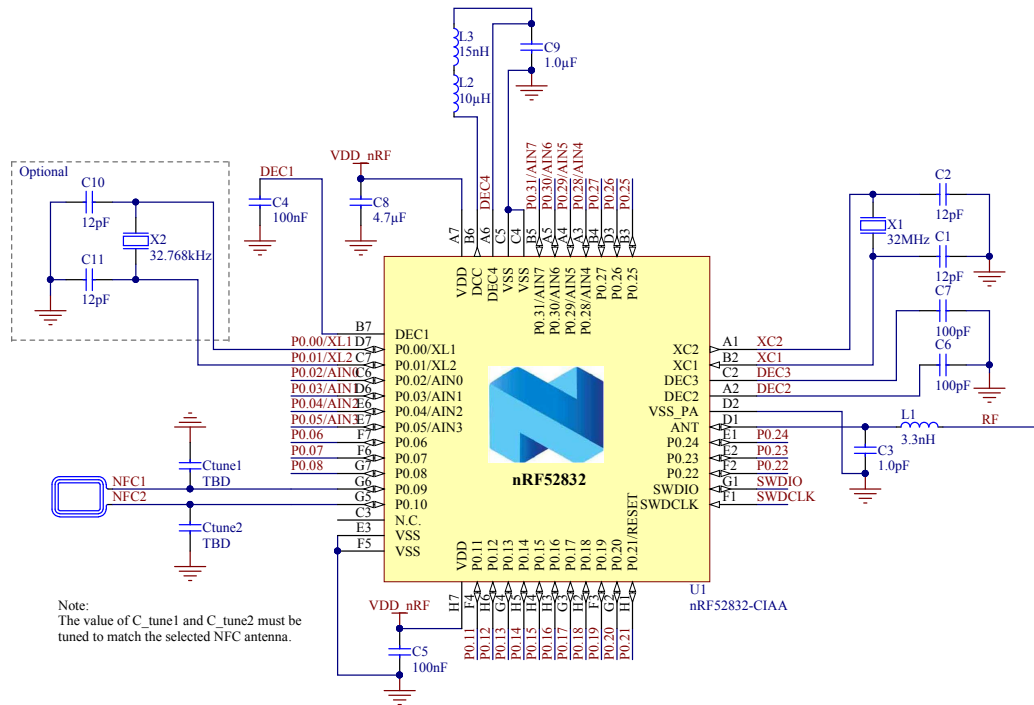 L3
15nH
L2
10µH
C9
1.0µF
Optional
C10
12pF
X2
32.768kHz
C11
12pF
DEC1
C4
100nF
VDD_nRF
C8
4.7µF
DEC4
P0.31/AIN7
P0.30/AIN6
P0.29/AIN5
P0.28/AIN4
P0.27
P0.26
P0.25
A7
B6
A6
C5
C4
B5
A5
A4
A3
B4
D3
B3
VDD
DCC
DEC4
VSS
VSS
P0.31/AIN7
P0.30/AIN6
P0.29/AIN5
P0.28/AIN4
P0.27
P0.26
P0.25
C2
12pF
X1
32MHz
C1
12pF
C7
100pF
C6
100pF
B7
DEC1
P0.00/XL1
D7
P0.00/XL1
P0.01/XL2
C7
P0.01/XL2
P0.02/AIN0
C6
P0.02/AIN0
P0.03/AIN1
D6
P0.03/AIN1
P0.04/AIN2
E6
P0.04/AIN2
P0.05/AIN3
E7
P0.05/AIN3
P0.06
F7
P0.06
P0.07
F6
P0.07
P0.08
G7
P0.08
NFC1
G6
P0.09
NFC2
G5
P0.10
C3
N.C.
E3
VSS
F5
VSS
Ctune1
TBD
Ctune2
TBD
nRF52832
XC2
A1
XC2
XC1
B2
XC1
DEC3
C2
DEC3
DEC2
A2
DEC2
VSS_PA
D2
ANT
D1
P0.24
E1
P0.24
P0.23
E2
P0.23
P0.22
F2
P0.22
SWDIO
G1
SWDIO
SWDCLK
F1
SWDCLK
L1
3.3nH
RF
C3
1.0pF
VDD
P0.11
P0.12
P0.13
P0.14
P0.15
P0.16
P0.17
P0.18
P0.19
P0.20
P0.21/RESET
H7
F4
H6
G4
H5
H4
H3
G3
H2
F3
G2
H1
P0.11
P0.12
P0.13
P0.14
P0.15
P0.16
P0.17
P0.18
P0.19
P0.20
P0.21
U1
nRF52832-CIAA
VDD_nRF
C5
100nF
Note:
The value of C_tune1 and C_tune2 must be
tuned to match the selected NFC antenna.